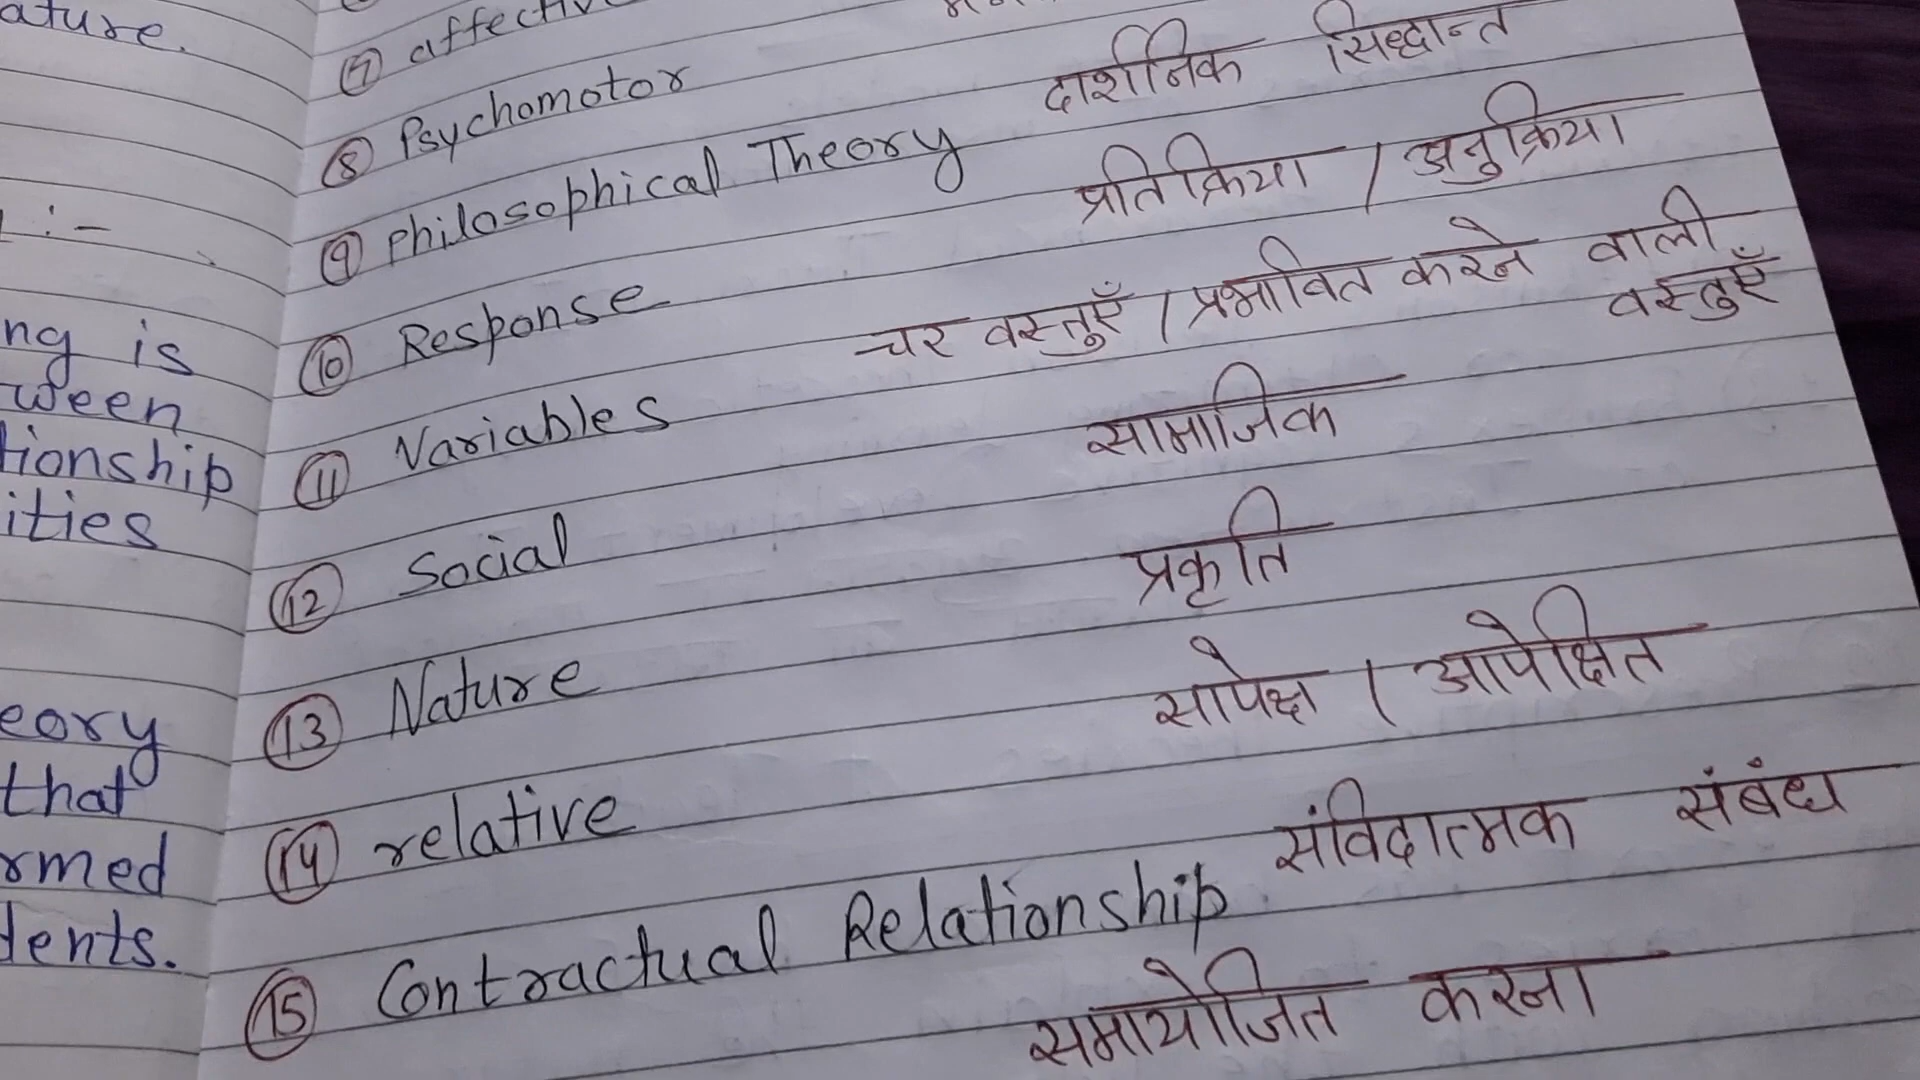 ature.
:-
ng is
ween
tionship
ities
eory
that
rmed
dents.
⑦ affectiv
⑧ Psychomotor
⑨ Philosophical Theory दार्शनिक सिध्दान्त
⑩ Response प्रतिक्रिया / अनुक्रिया
⑪ Variables चर वस्तुएँ / प्रभावित करने वाली
वस्तुएँ
⑫ Social सामाजिक
⑬ Nature प्रकृति
⑭ relative सापेक्ष / आपेक्षित
⑮ Contractual Relationship संविदात्मक संबंध
समायोजित करना